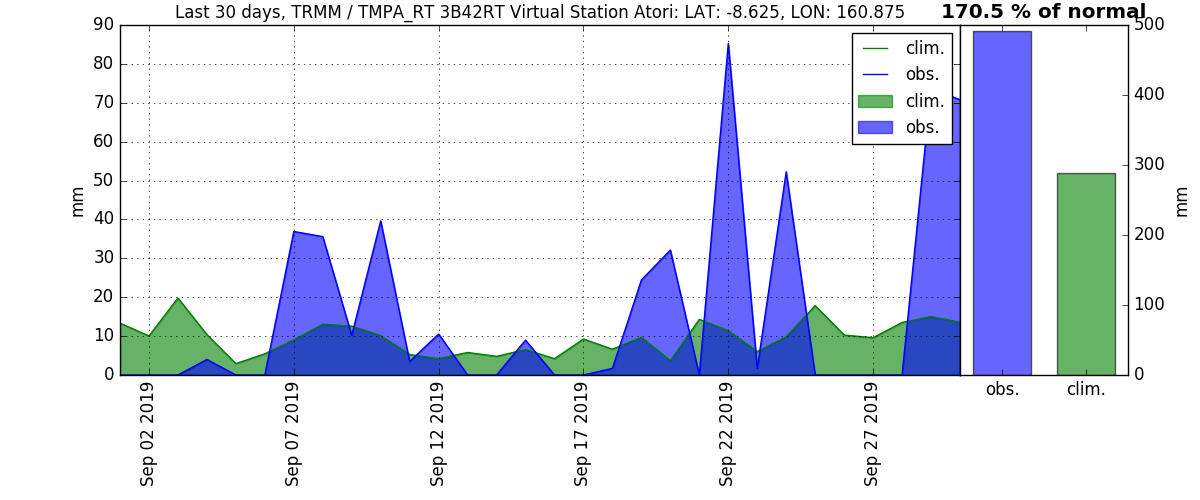 Last 30 days, TRMM / TMPA_RT 3B42RT Virtual Station Atori: LAT: -8.625, LON: 160.875
170.5 % of normal
90
80
70
60
50
40
30
20
10
0
mm
clim.
obs.
clim.
obs.
500
400
300
200
100
0
mm
Sep 02 2019
Sep 07 2019
Sep 12 2019
Sep 17 2019
Sep 22 2019
Sep 27 2019
obs.
clim.